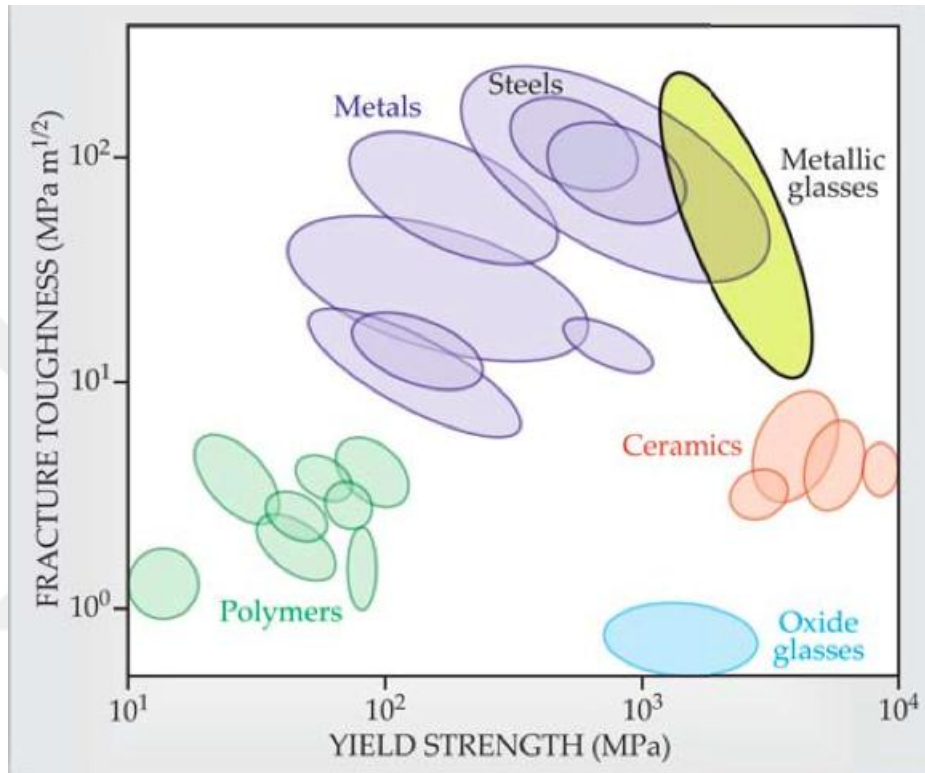 FRACTURE TOUGHNESS (MPa m^1/2)
10²
10¹
10⁰
Metals
Steels
Metallic
glasses
Ceramics
Polymers
Oxide
glasses
10¹
10²
10³
10⁴
YIELD STRENGTH (MPa)